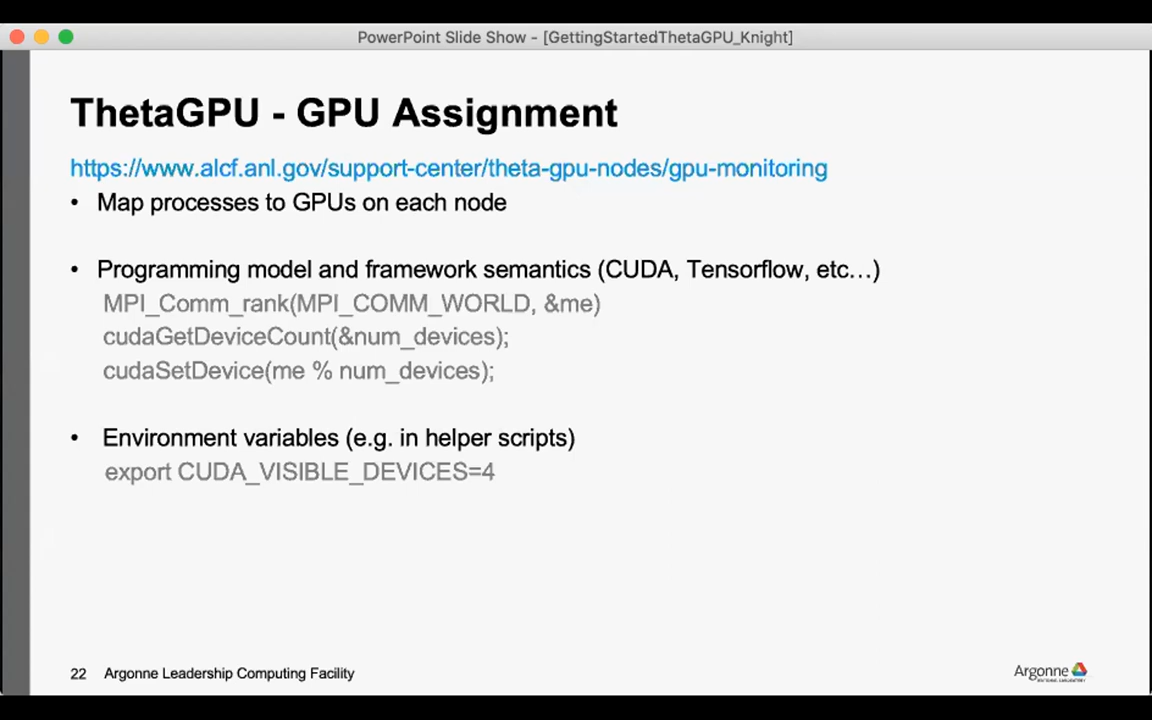 PowerPoint Slide Show - [GettingStartedThetaGPU_Knight]
ThetaGPU - GPU Assignment
https://www.alcf.anl.gov/support-center/theta-gpu-nodes/gpu-monitoring
• Map processes to GPUs on each node
• Programming model and framework semantics (CUDA, Tensorflow, etc…)
MPI_Comm_rank(MPI_COMM_WORLD, &me)
cudaGetDeviceCount(&num_devices);
cudaSetDevice(me % num_devices);
• Environment variables (e.g. in helper scripts)
export CUDA_VISIBLE_DEVICES=4
22 Argonne Leadership Computing Facility
Argonne